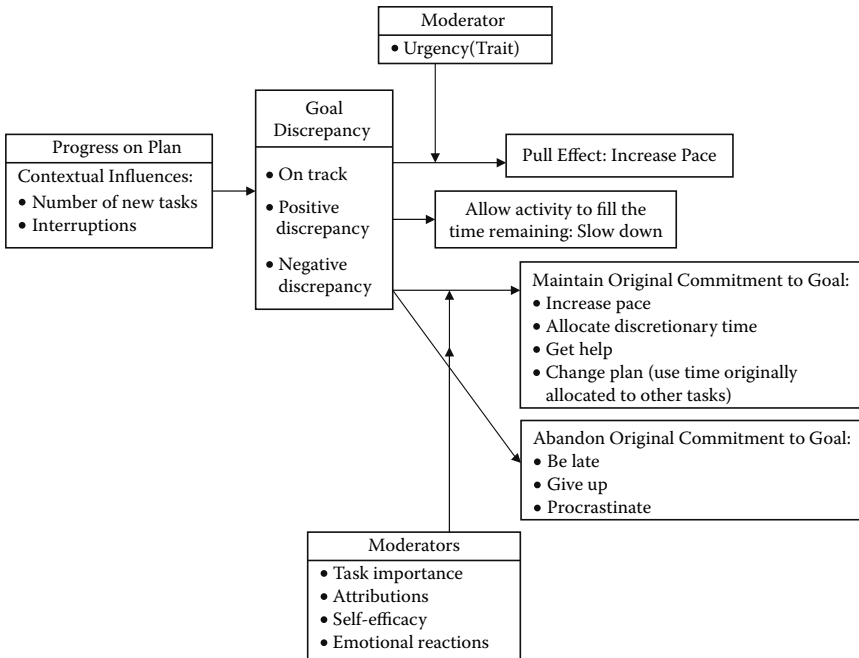 Moderator
• Urgency(Trait)
Goal
Discrepancy
• On track
• Positive
discrepancy
• Negative
discrepancy
Progress on Plan
Contextual Influences:
• Number of new tasks
• Interruptions
Pull Effect: Increase Pace
Allow activity to fill the
time remaining: Slow down
Maintain Original Commitment to Goal:
• Increase pace
• Allocate discretionary time
• Get help
• Change plan (use time originally
allocated to other tasks)
Abandon Original Commitment to Goal:
• Be late
• Give up
• Procrastinate
Moderators
• Task importance
• Attributions
• Self-efficacy
• Emotional reactions